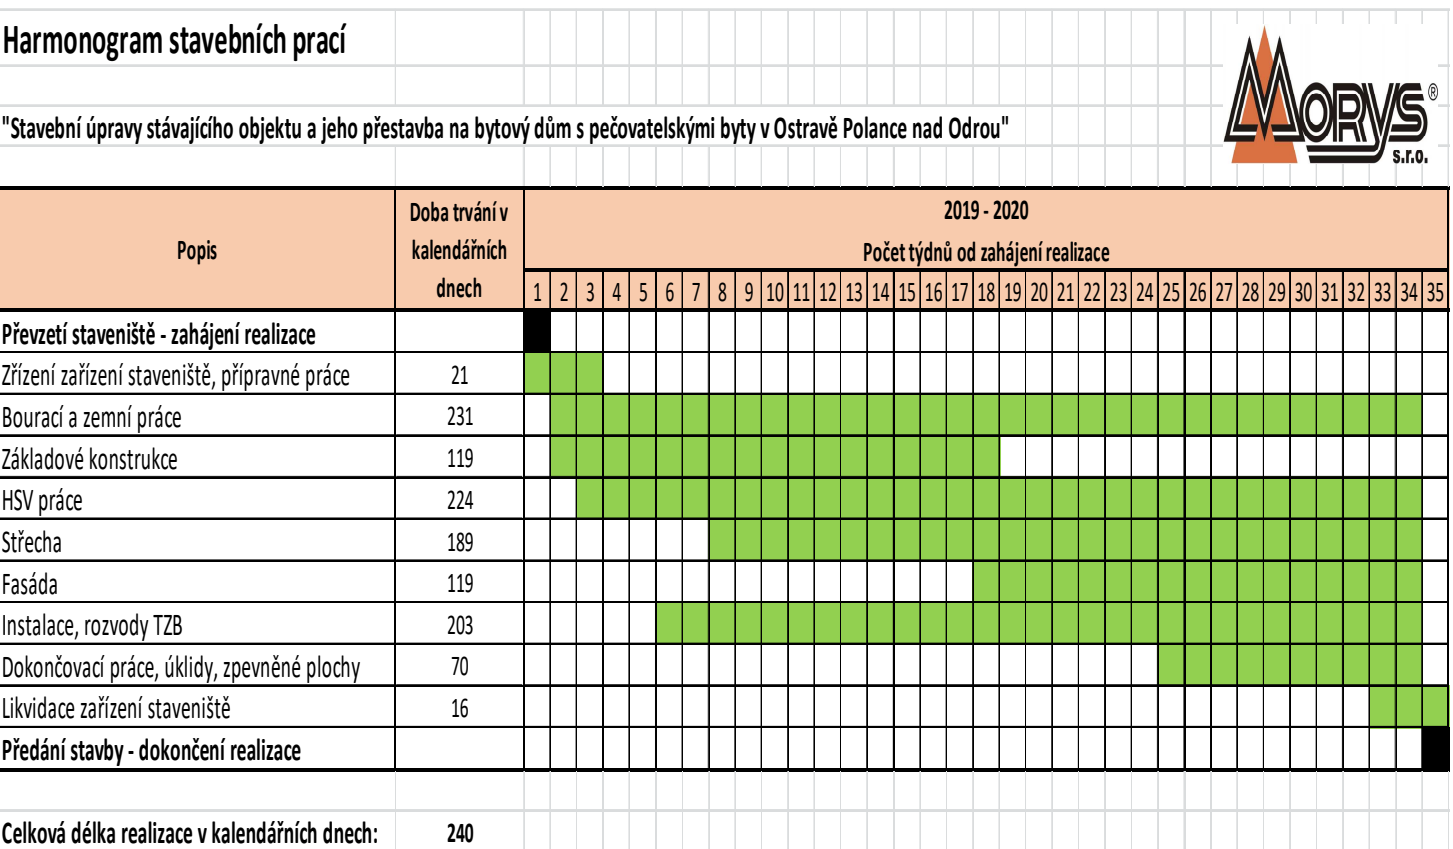 Harmonogram stavebních prací
MORYS®
s.r.o.
"Stavební úpravy stávajícího objektu a jeho přestavba na bytový dům s pečovatelskými byty v Ostravě Polance nad Odrou"
Popis
Doba trvání v
kalendářních
dnech
2019 - 2020
Počet týdnů od zahájení realizace
1 2 3 4 5 6 7 8 9 10 11 12 13 14 15 16 17 18 19 20 21 22 23 24 25 26 27 28 29 30 31 32 33 34 35
Převzetí staveniště - zahájení realizace
Zřízení zařízení staveniště, přípravné práce 21
Bourací a zemní práce 231
Základové konstrukce 119
HSV práce 224
Střecha 189
Fasáda 119
Instalace, rozvody TZB 203
Dokončovací práce, úklidy, zpevněné plochy 70
Likvidace zařízení staveniště 16
Předání stavby - dokončení realizace
Celková délka realizace v kalendářních dnech: 240